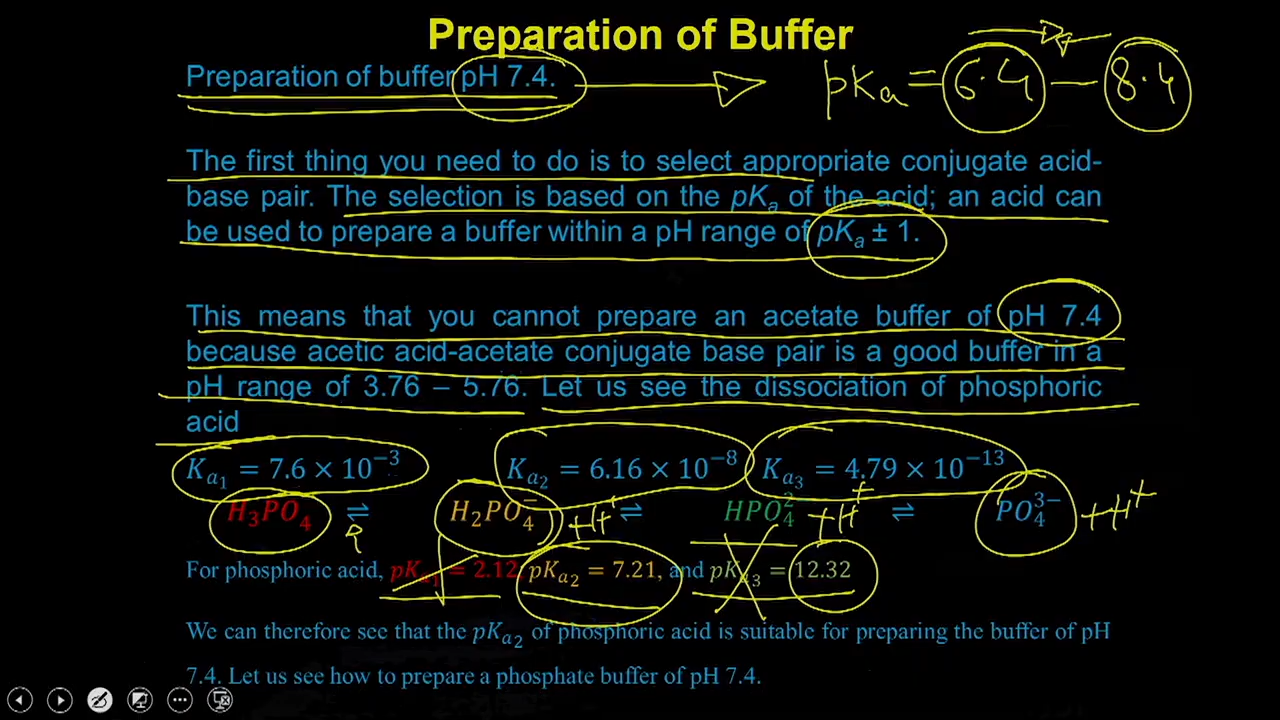 Preparation of Buffer
Preparation of buffer pH 7.4.
pKa = 6.4 — 8.4
The first thing you need to do is to select appropriate conjugate acid-
base pair. The selection is based on the pKₐ of the acid; an acid can
be used to prepare a buffer within a pH range of pKₐ ± 1.
This means that you cannot prepare an acetate buffer of pH 7.4
because acetic acid-acetate conjugate base pair is a good buffer in a
pH range of 3.76 – 5.76. Let us see the dissociation of phosphoric
acid
Kₐ₁ = 7.6 × 10⁻³ Kₐ₂ = 6.16 × 10⁻⁸ Kₐ₃ = 4.79 × 10⁻¹³
H₃PO₄ ⇌ H₂PO₄⁻ +H⁺ ⇌ HPO₄² +H⁺ ⇌ PO₄³⁻ +H⁺
For phosphoric acid, pKₐ₁ = 2.12, pKₐ₂ = 7.21, and pKₐ₃ = 12.32
We can therefore see that the pKₐ₂ of phosphoric acid is suitable for preparing the buffer of pH
7.4. Let us see how to prepare a phosphate buffer of pH 7.4.